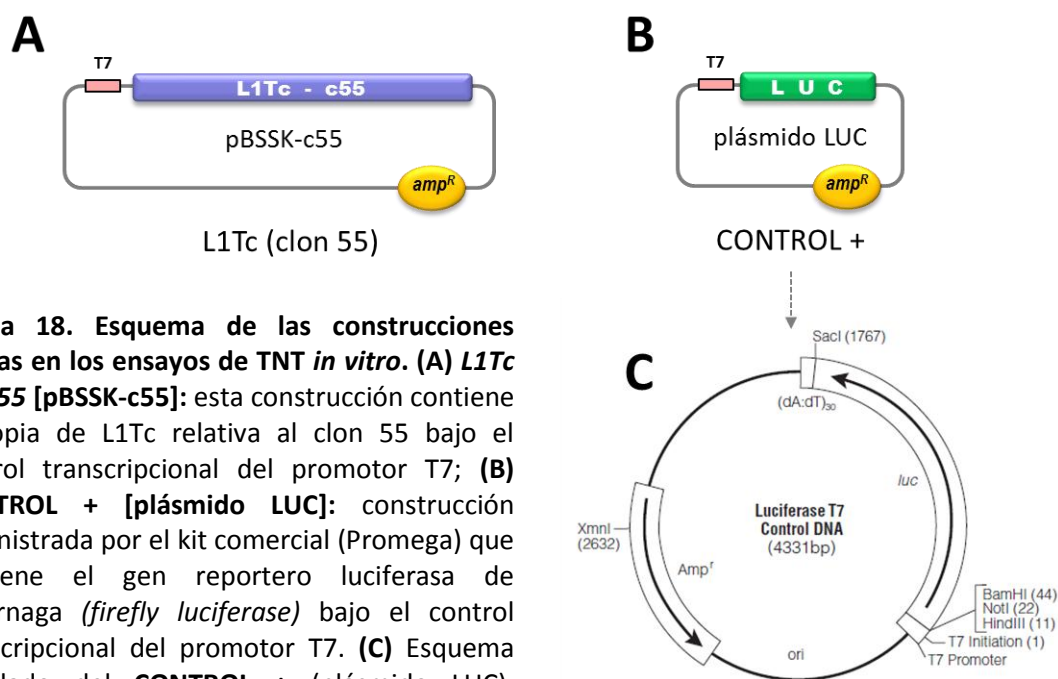 A
T7
L1Tc - c55
pBSSK-c55
amp^R
L1Tc (clon 55)
B
T7
L U C
plásmido LUC
amp^R
CONTROL +
a 18. Esquema de las construcciones
as en los ensayos de TNT in vitro. (A) L1Tc
55 [pBSSK-c55]: esta construcción contiene
opia de L1Tc relativa al clon 55 bajo el
rol transcripcional del promotor T7; (B)
TROL + [plásmido LUC]: construcción
nistrada por el kit comercial (Promega) que
ene el gen reportero luciferasa de
rnaga (firefly luciferase) bajo el control
cripcional del promotor T7. (C) Esquema
del CONTROL + (plásmido LUC).
C
SacI (1767)
(dA:dT)30
luc
Luciferase T7
Control DNA
(4331bp)
XmnI
(2632)
Amp^r
BamHI (44)
NotI (22)
HindIII (11)
T7 Initiation (1)
T7 Promoter
ori